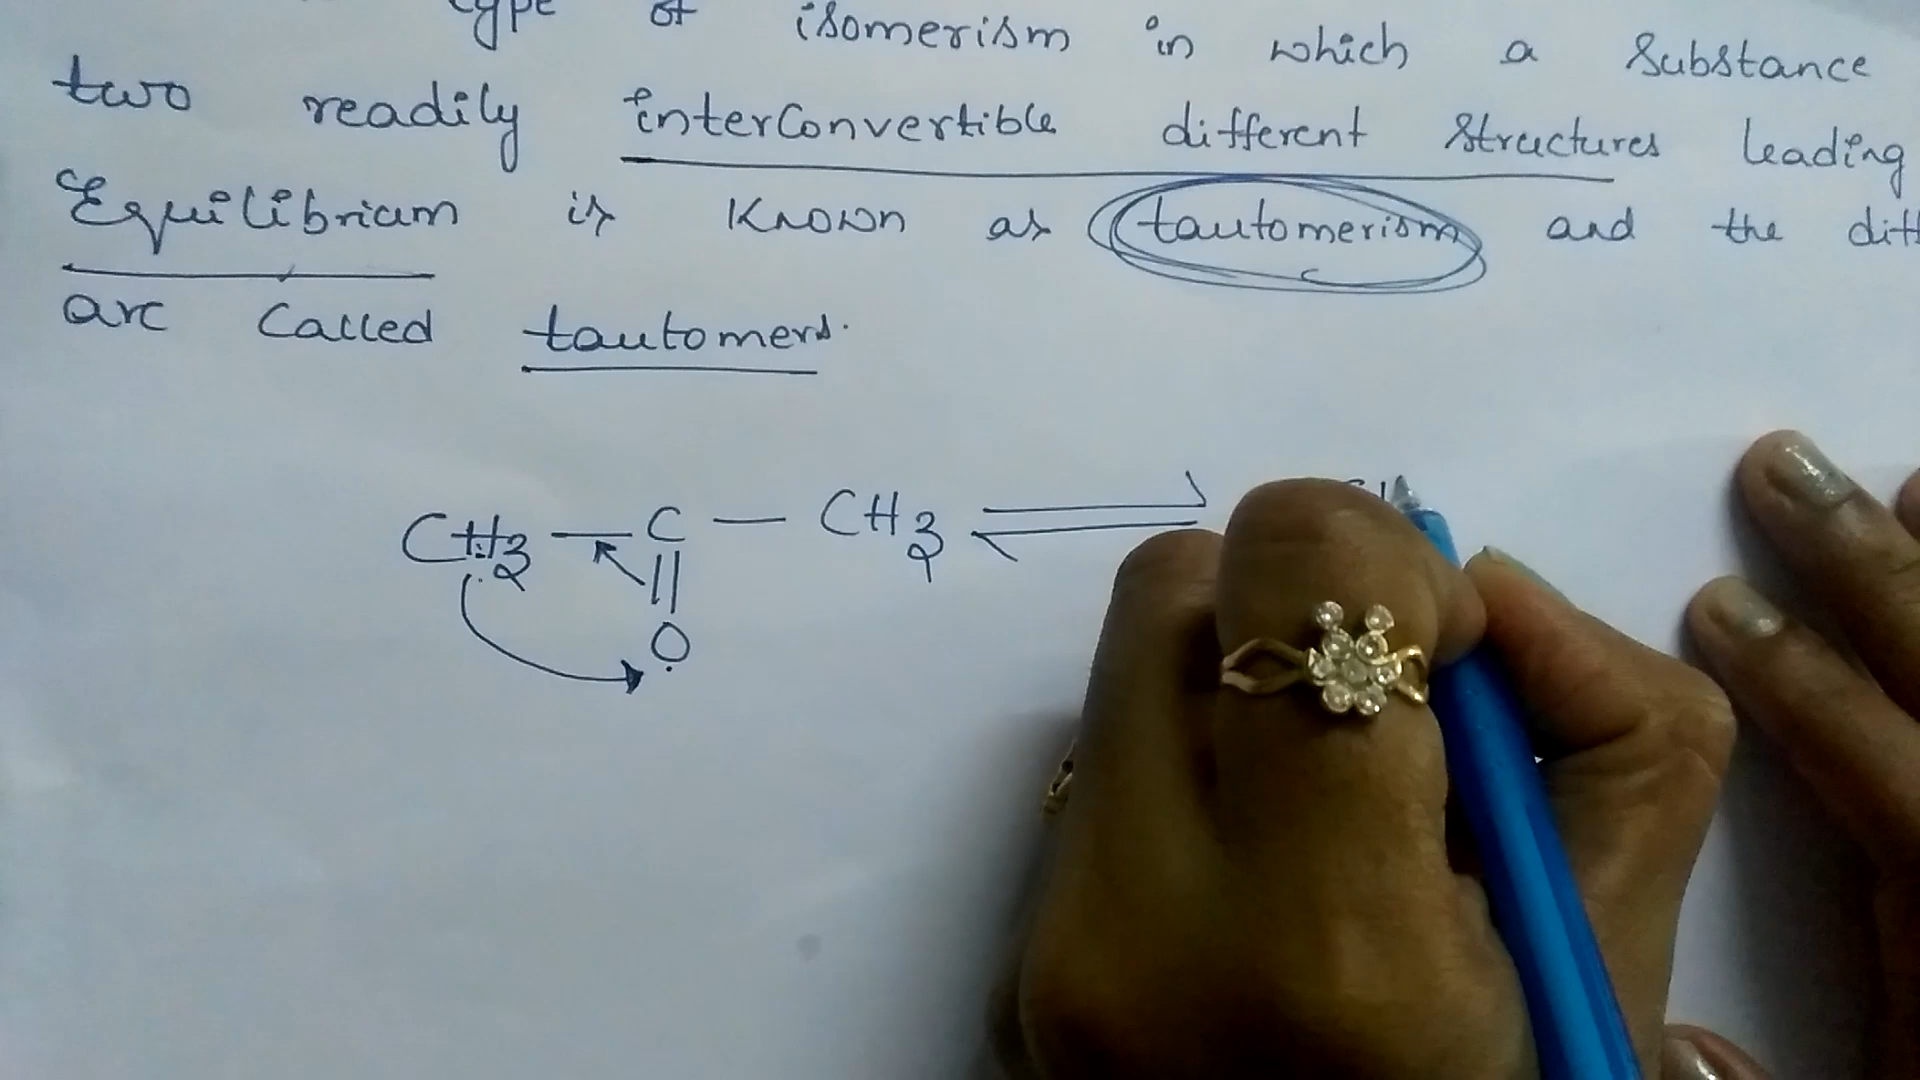 type of isomerism in which a substance
two readily interconvertible different structures leading
Equilibrium is known as tautomerism and the
are called tautomers.
CH3 — C — CH3 ⇌
||
O